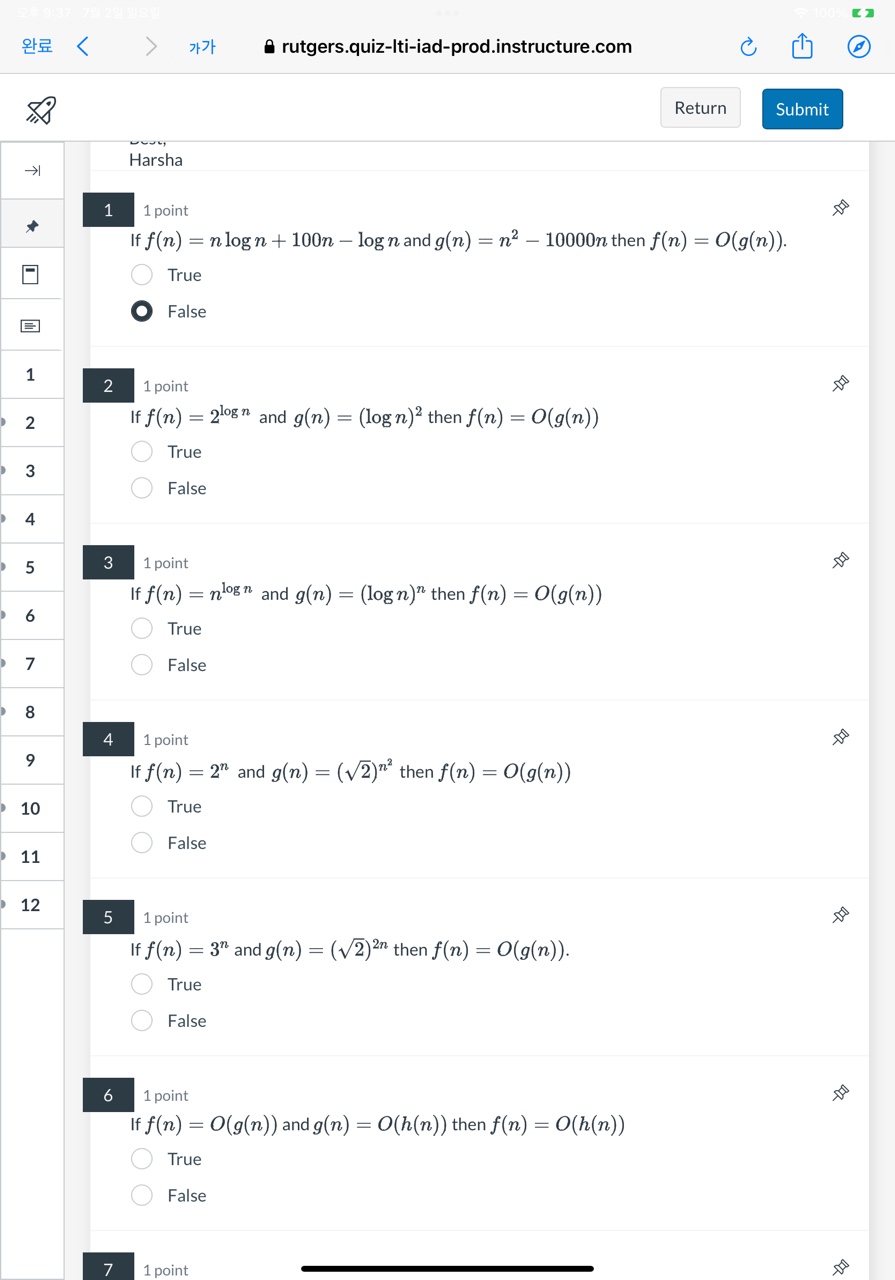 오후 9:37 7월 2일 일요일
100%
완료
가가
rutgers.quiz-lti-iad-prod.instructure.com
Return
Submit
Best,
Harsha
1
1 point
If f(n) = n log n + 100n − log n and g(n) = n² − 10000n then f(n) = O(g(n)).
True
False
2
1 point
If f(n) = 2^{log n} and g(n) = (log n)² then f(n) = O(g(n))
True
False
3
1 point
If f(n) = n^{log n} and g(n) = (log n)^n then f(n) = O(g(n))
True
False
4
1 point
If f(n) = 2^n and g(n) = (√2)^{n²} then f(n) = O(g(n))
True
False
5
1 point
If f(n) = 3^n and g(n) = (√2)^{2n} then f(n) = O(g(n)).
True
False
6
1 point
If f(n) = O(g(n)) and g(n) = O(h(n)) then f(n) = O(h(n))
True
False
7
1 point
1
2
3
4
5
6
7
8
9
10
11
12